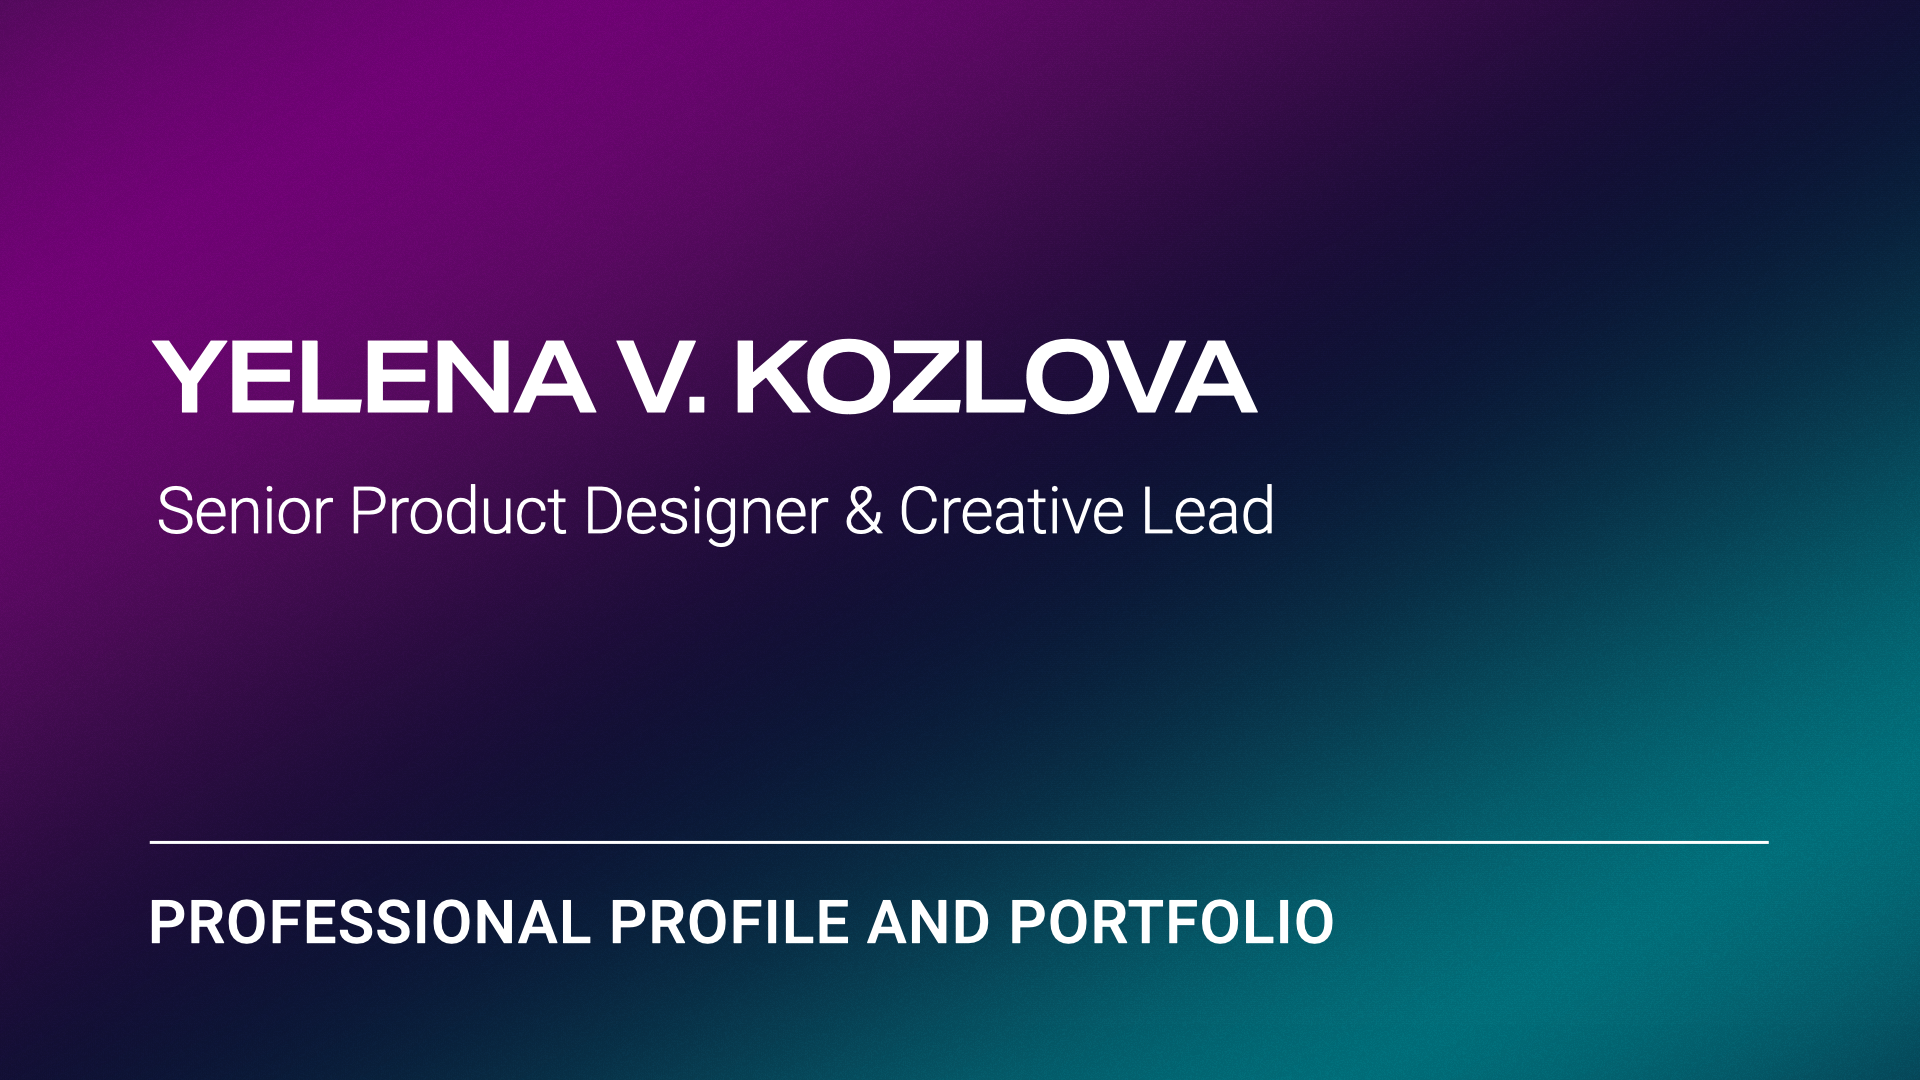 YELENA V. KOZLOVA
Senior Product Designer & Creative Lead
PROFESSIONAL PROFILE AND PORTFOLIO